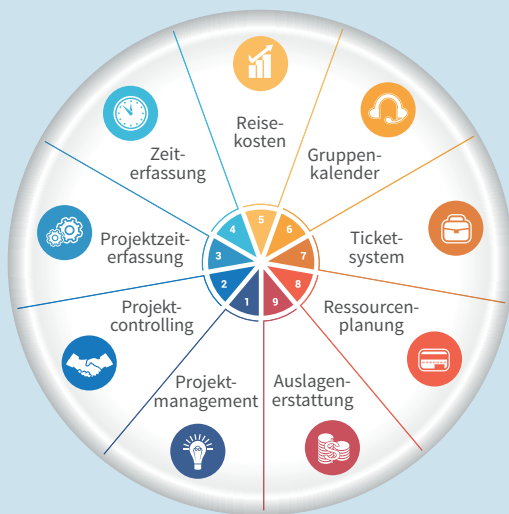 Reise-
kosten
Zeit-
erfassung
Gruppen-
kalender
Projektzeit-
erfassung
Ticket-
system
Projekt-
controlling
Ressourcen-
planung
Projekt-
management
Auslagen-
erstattung
5
4
6
3
7
2
8
1
9